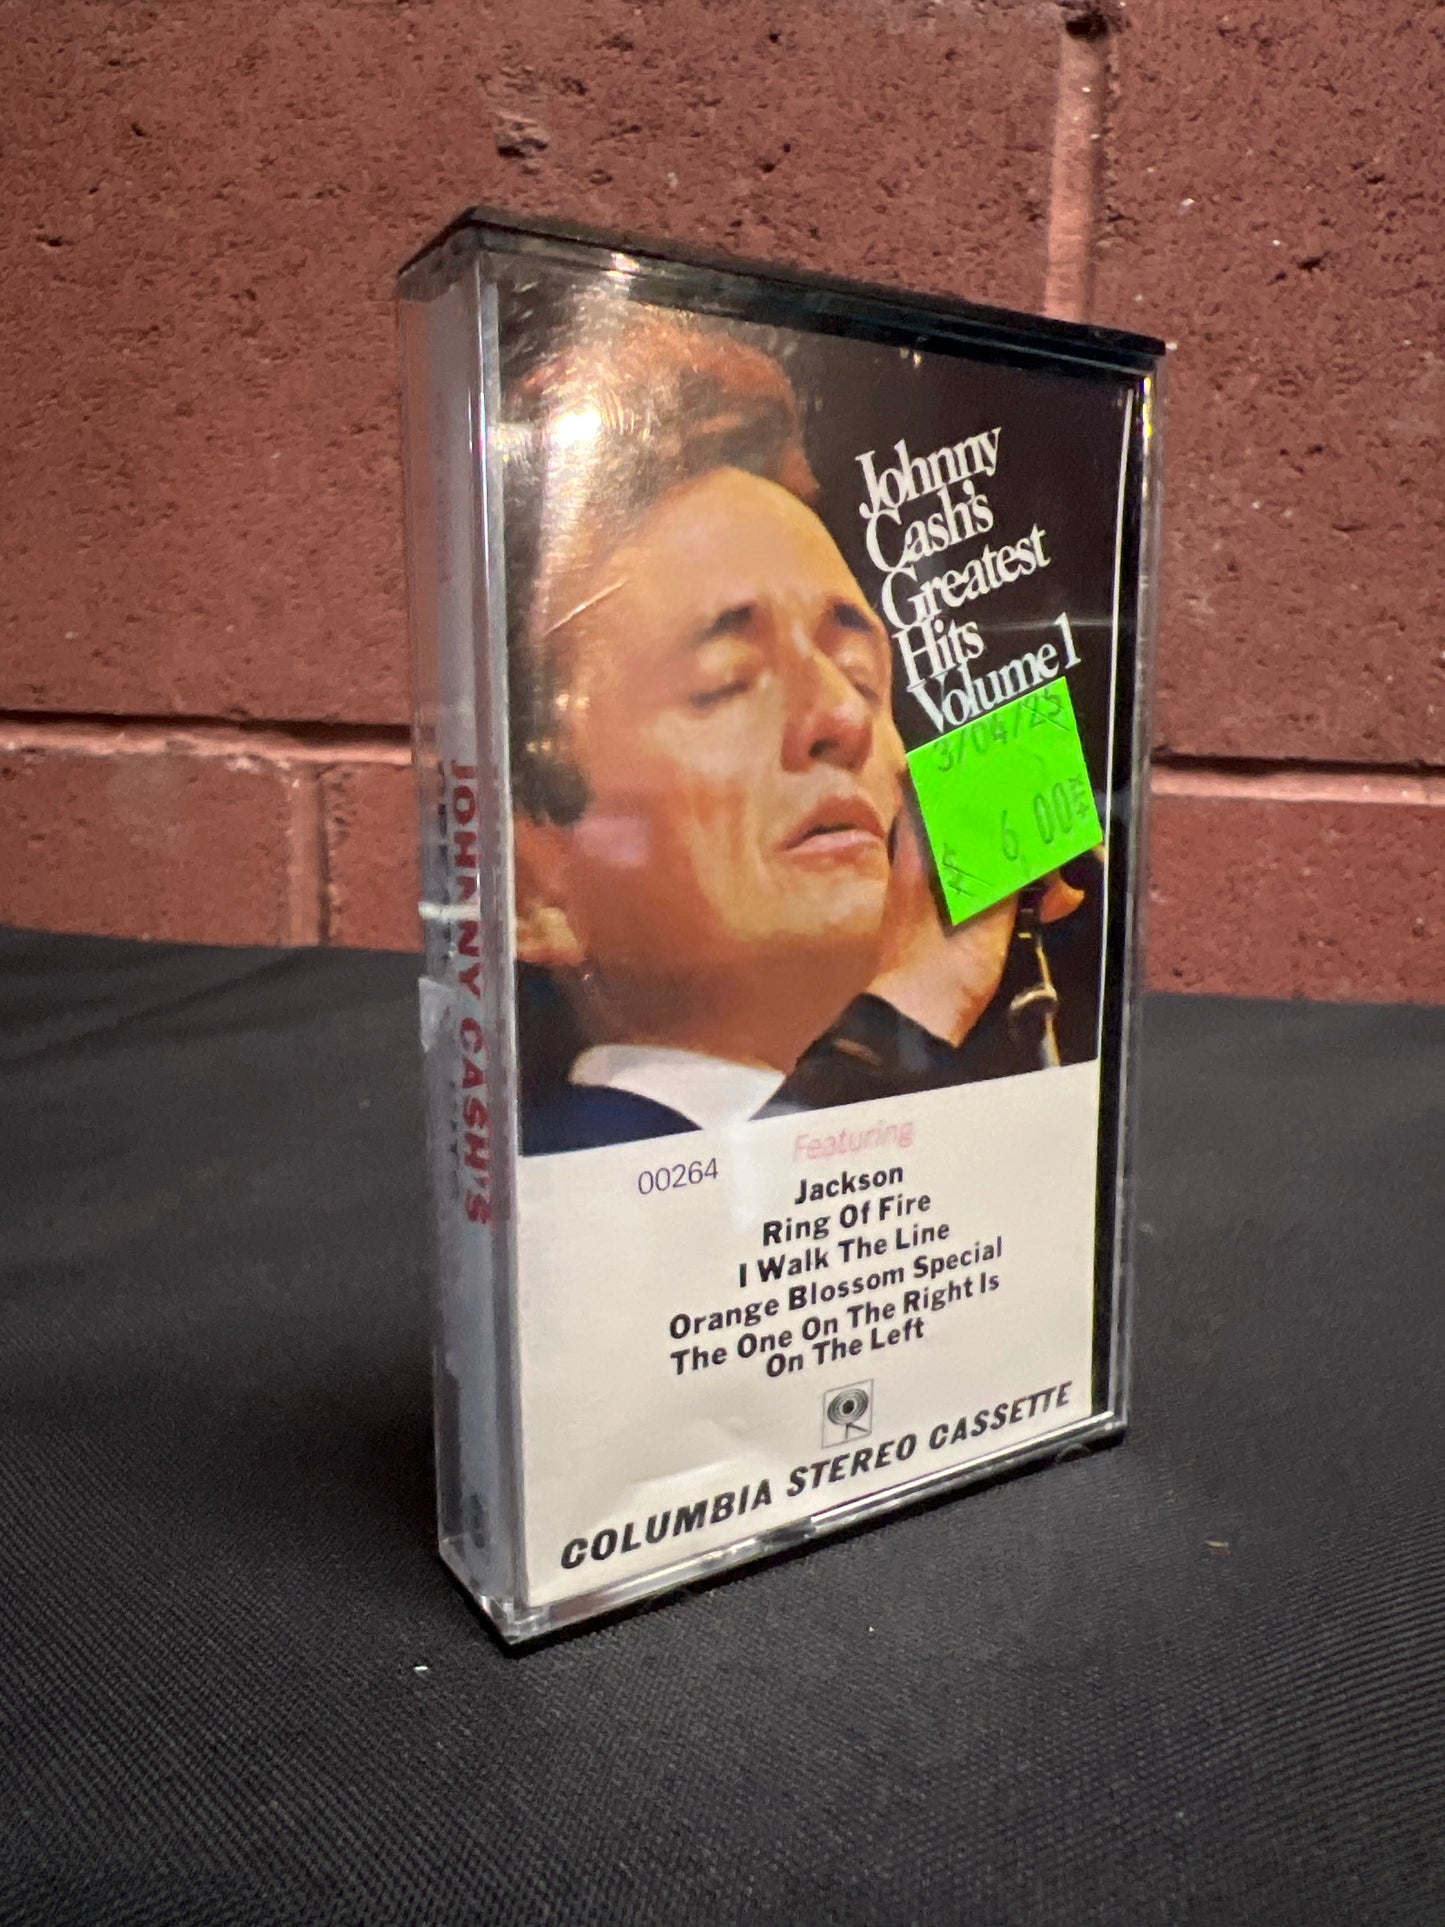 Johnny
Cash's
Greatest
Hits
Volume 1
3/04/25
$ 6,00
Featuring
00264
Jackson
Ring Of Fire
I Walk The Line
Orange Blossom Special
The One On The Right Is
On The Left
COLUMBIA STEREO CASSETTE
JOHNNY CASH'S